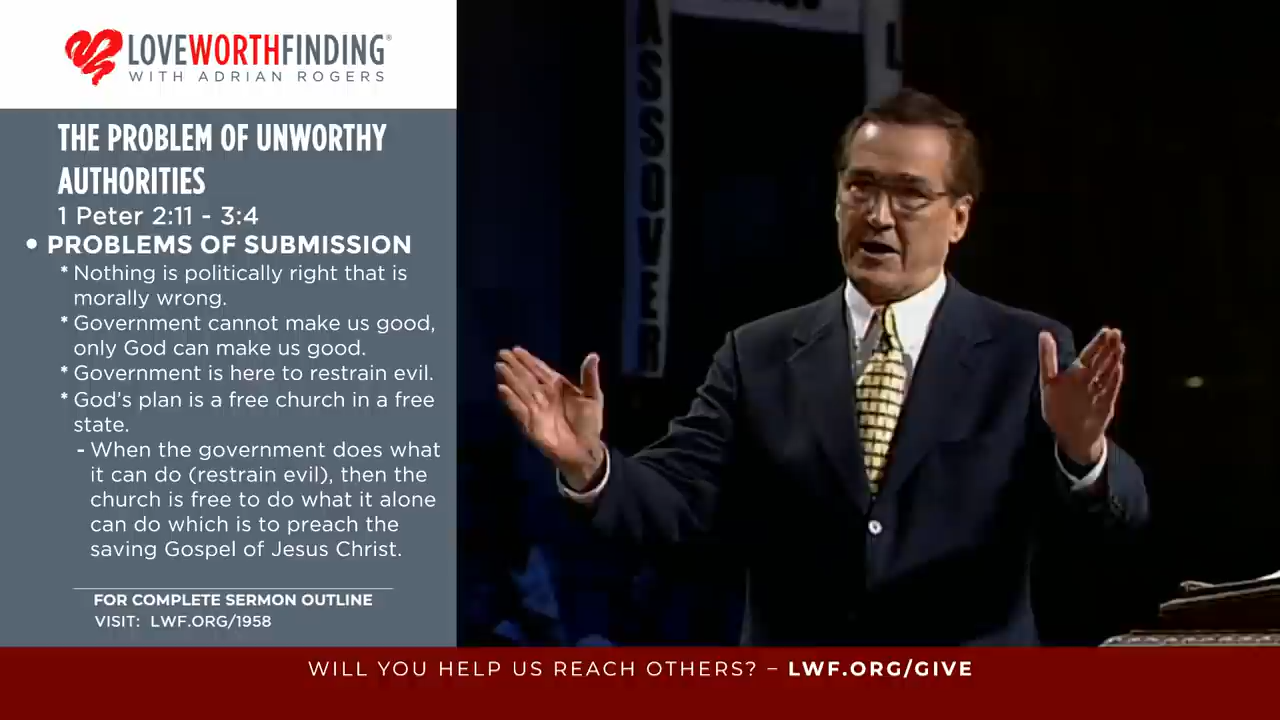 LOVEWORTHFINDING®
WITH ADRIAN ROGERS
THE PROBLEM OF UNWORTHY
AUTHORITIES
1 Peter 2:11 - 3:4
• PROBLEMS OF SUBMISSION
* Nothing is politically right that is
morally wrong.
* Government cannot make us good,
only God can make us good.
* Government is here to restrain evil.
* God's plan is a free church in a free
state.
- When the government does what
it can do (restrain evil), then the
church is free to do what it alone
can do which is to preach the
saving Gospel of Jesus Christ.
FOR COMPLETE SERMON OUTLINE
VISIT: LWF.ORG/1958
ASSOVER
L
WILL YOU HELP US REACH OTHERS? – LWF.ORG/GIVE